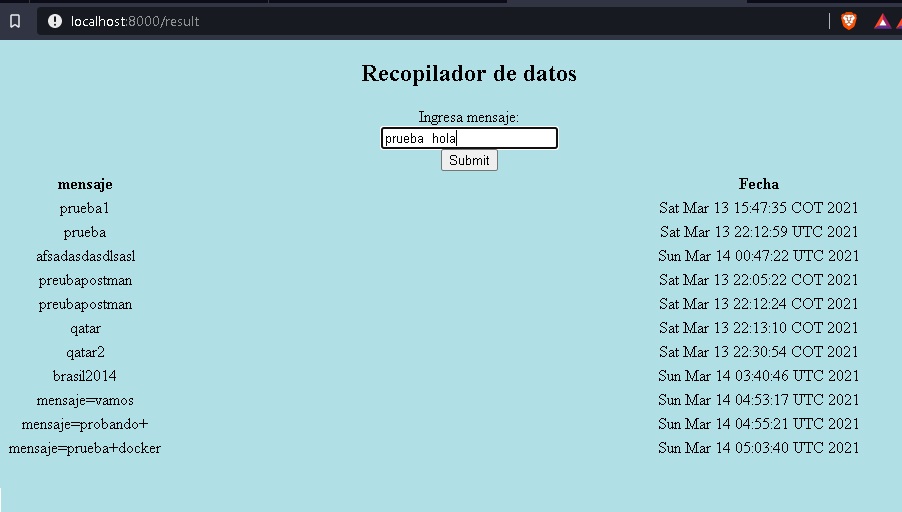 localhost:8000/result
Recopilador de datos
Ingresa mensaje:
prueba hola
Submit
mensaje Fecha
prueba1 Sat Mar 13 15:47:35 COT 2021
prueba Sat Mar 13 22:12:59 UTC 2021
afsadasdasdlsasl Sun Mar 14 00:47:22 UTC 2021
preubapostman Sat Mar 13 22:05:22 COT 2021
preubapostman Sat Mar 13 22:12:24 COT 2021
qatar Sat Mar 13 22:13:10 COT 2021
qatar2 Sat Mar 13 22:30:54 COT 2021
brasil2014 Sun Mar 14 03:40:46 UTC 2021
mensaje=vamos Sun Mar 14 04:53:17 UTC 2021
mensaje=probando+ Sun Mar 14 04:55:21 UTC 2021
mensaje=prueba+docker Sun Mar 14 05:03:40 UTC 2021